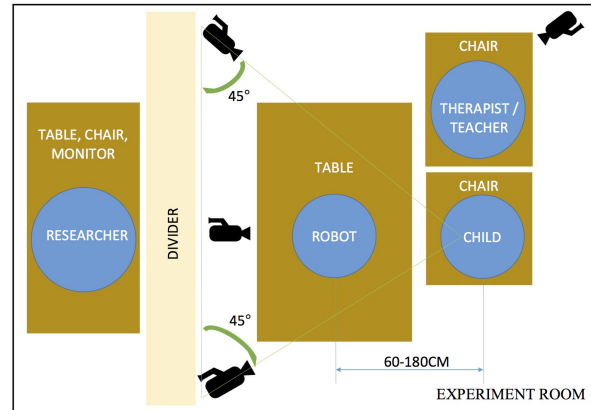 TABLE, CHAIR,
MONITOR
RESEARCHER
DIVIDER
45°
45°
TABLE
ROBOT
CHAIR
THERAPIST /
TEACHER
CHAIR
CHILD
60-180CM
EXPERIMENT ROOM